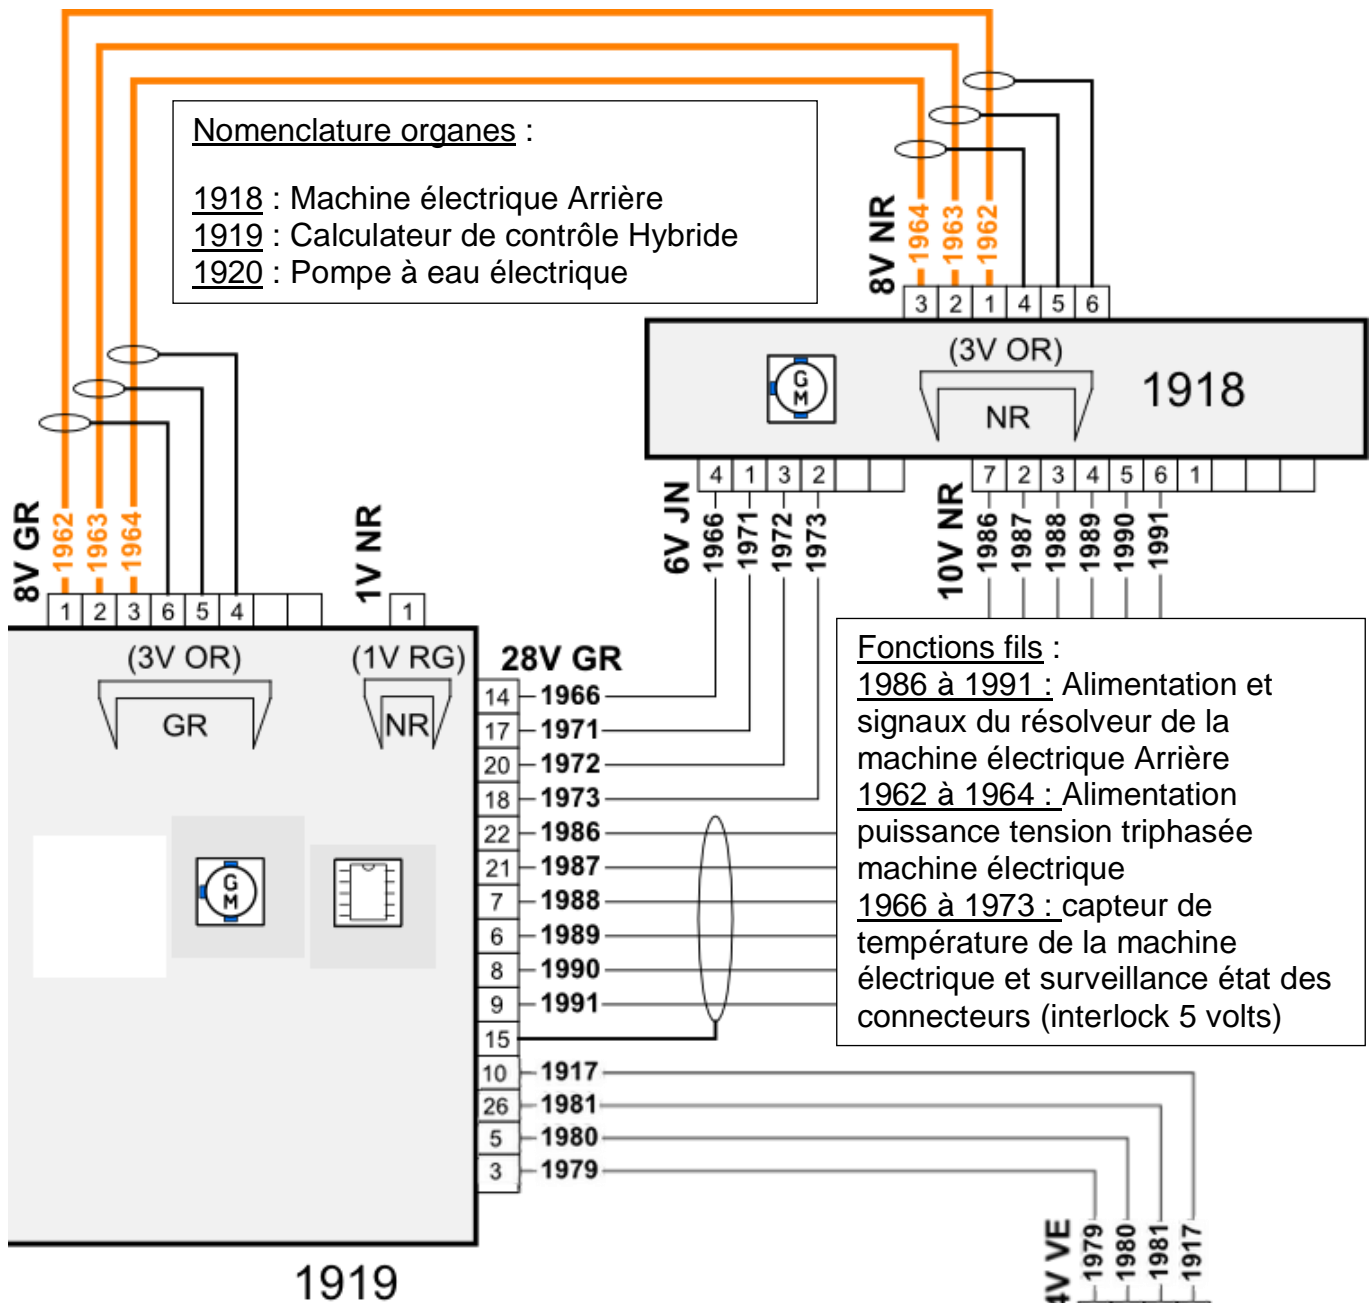 Nomenclature organes :
1918 : Machine électrique Arrière
1919 : Calculateur de contrôle Hybride
1920 : Pompe à eau électrique
8V NR
1964
1963
1962
3 2 1 4 5 6
(3V OR)
NR
1918
G
M
4 1 3 2
7 2 3 4 5 6 1
6V JN
1966
1971
1972
1973
10V NR
1986
1987
1988
1989
1990
1991
8V GR
1962
1963
1964
1V NR
1 2 3 6 5 4
1
(3V OR)
GR
(1V RG)
NR
28V GR
14 1966
17 1971
20 1972
18 1973
22 1986
21 1987
7 1988
6 1989
8 1990
9 1991
15
10 1917
26 1981
5 1980
3 1979
G
M
Fonctions fils :
1986 à 1991 : Alimentation et
signaux du résolveur de la
machine électrique Arrière
1962 à 1964 : Alimentation
puissance tension triphasée
machine électrique
1966 à 1973 : capteur de
température de la machine
électrique et surveillance état des
connecteurs (interlock 5 volts)
1919
4V VE
1979
1980
1981
1917